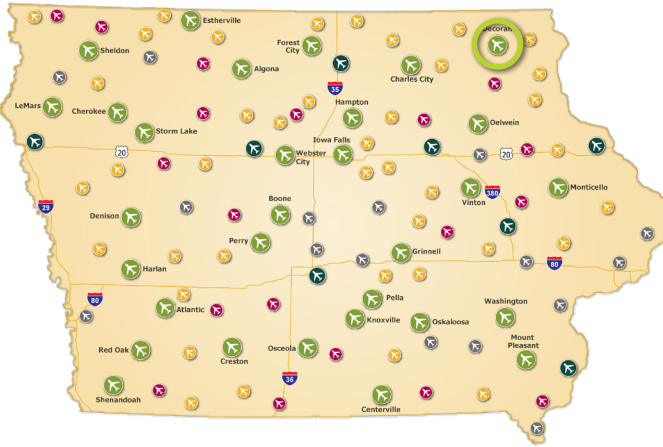 Estherville
Decorah
Forest
City
Sheldon
Algona
Charles City
35
LeMars
Cherokee
Hampton
Storm Lake
Oelwein
Iowa Falls
20
Webster
City
20
29
Denison
Boone
Vinton
380
Monticello
Perry
Grinnell
Harlan
80
80
Atlantic
Pella
Knoxville
Oskaloosa
Washington
Mount
Pleasant
Red Oak
Creston
Osceola
35
Shenandoah
Centerville